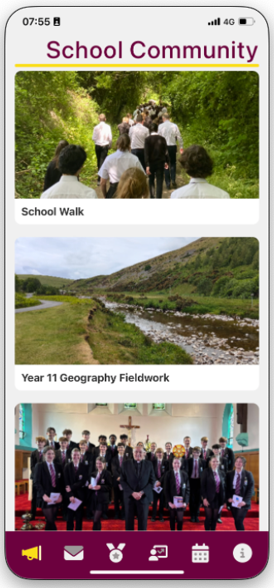 07:55
4G
School Community
School Walk
Year 11 Geography Fieldwork